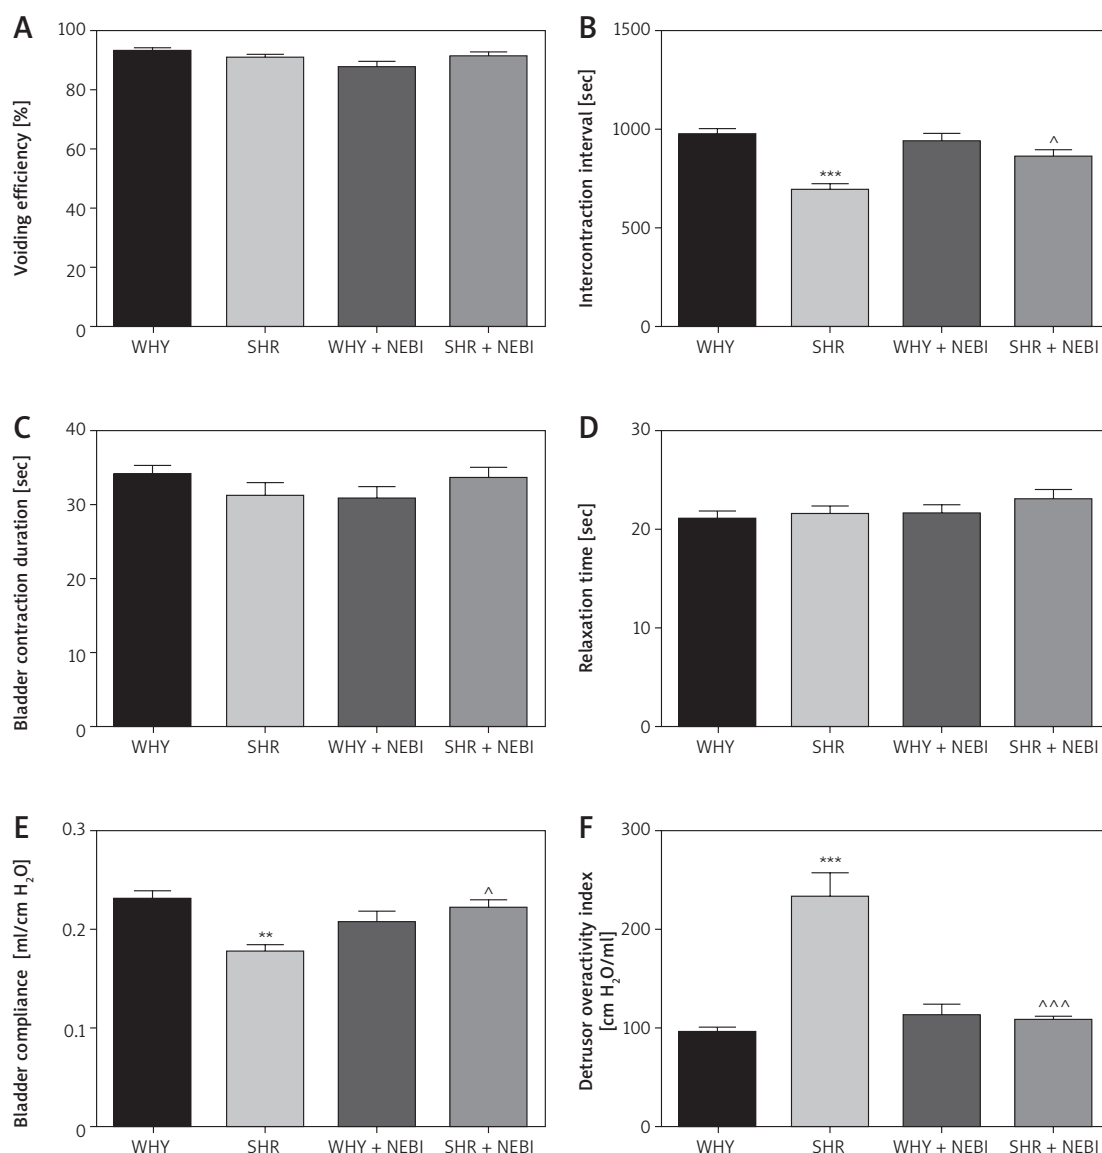 A
Voiding efficiency [%]
100
80
60
40
20
0
WHY SHR WHY + NEBI SHR + NEBI
B
Intercontraction interval [sec]
1500
1000
500
0
***
^
WHY SHR WHY + NEBI SHR + NEBI
C
Bladder contraction duration [sec]
40
30
20
10
0
WHY SHR WHY + NEBI SHR + NEBI
D
Relaxation time [sec]
30
20
10
0
WHY SHR WHY + NEBI SHR + NEBI
E
Bladder compliance [ml/cm H₂O]
0.3
0.2
0.1
0
**
^
WHY SHR WHY + NEBI SHR + NEBI
F
Detrusor overactivity index
[cm H₂O/ml]
300
200
100
0
***
^^^
WHY SHR WHY + NEBI SHR + NEBI